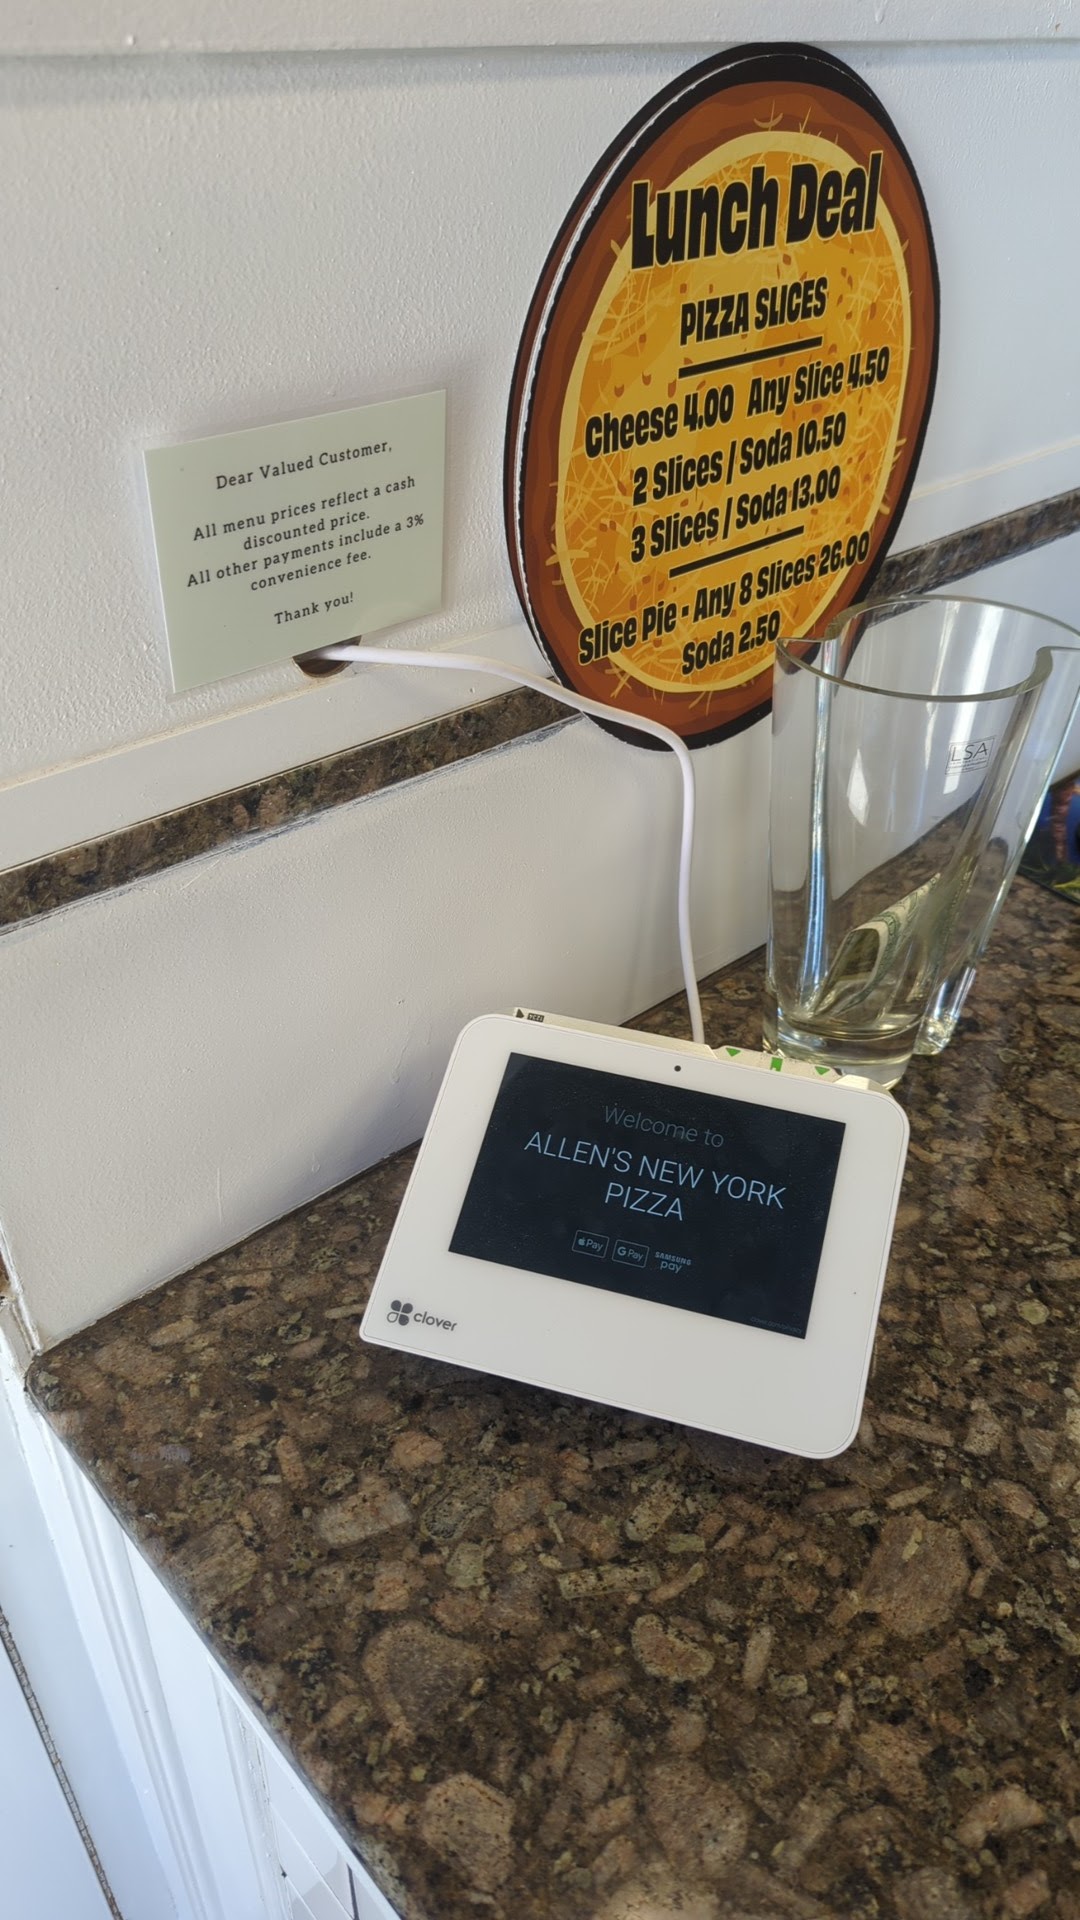 Lunch Deal
PIZZA SLICES
Cheese 4.00 Any Slice 4.50
2 Slices / Soda 10.50
3 Slices / Soda 13.00
Slice Pie - Any 8 Slices 26.00
Soda 2.50
Dear Valued Customer,
All menu prices reflect a cash
discounted price.
All other payments include a 3%
convenience fee.
Thank you!
LSA
Welcome to
ALLEN'S NEW YORK
PIZZA
Pay
G Pay
SAMSUNG
pay
clover